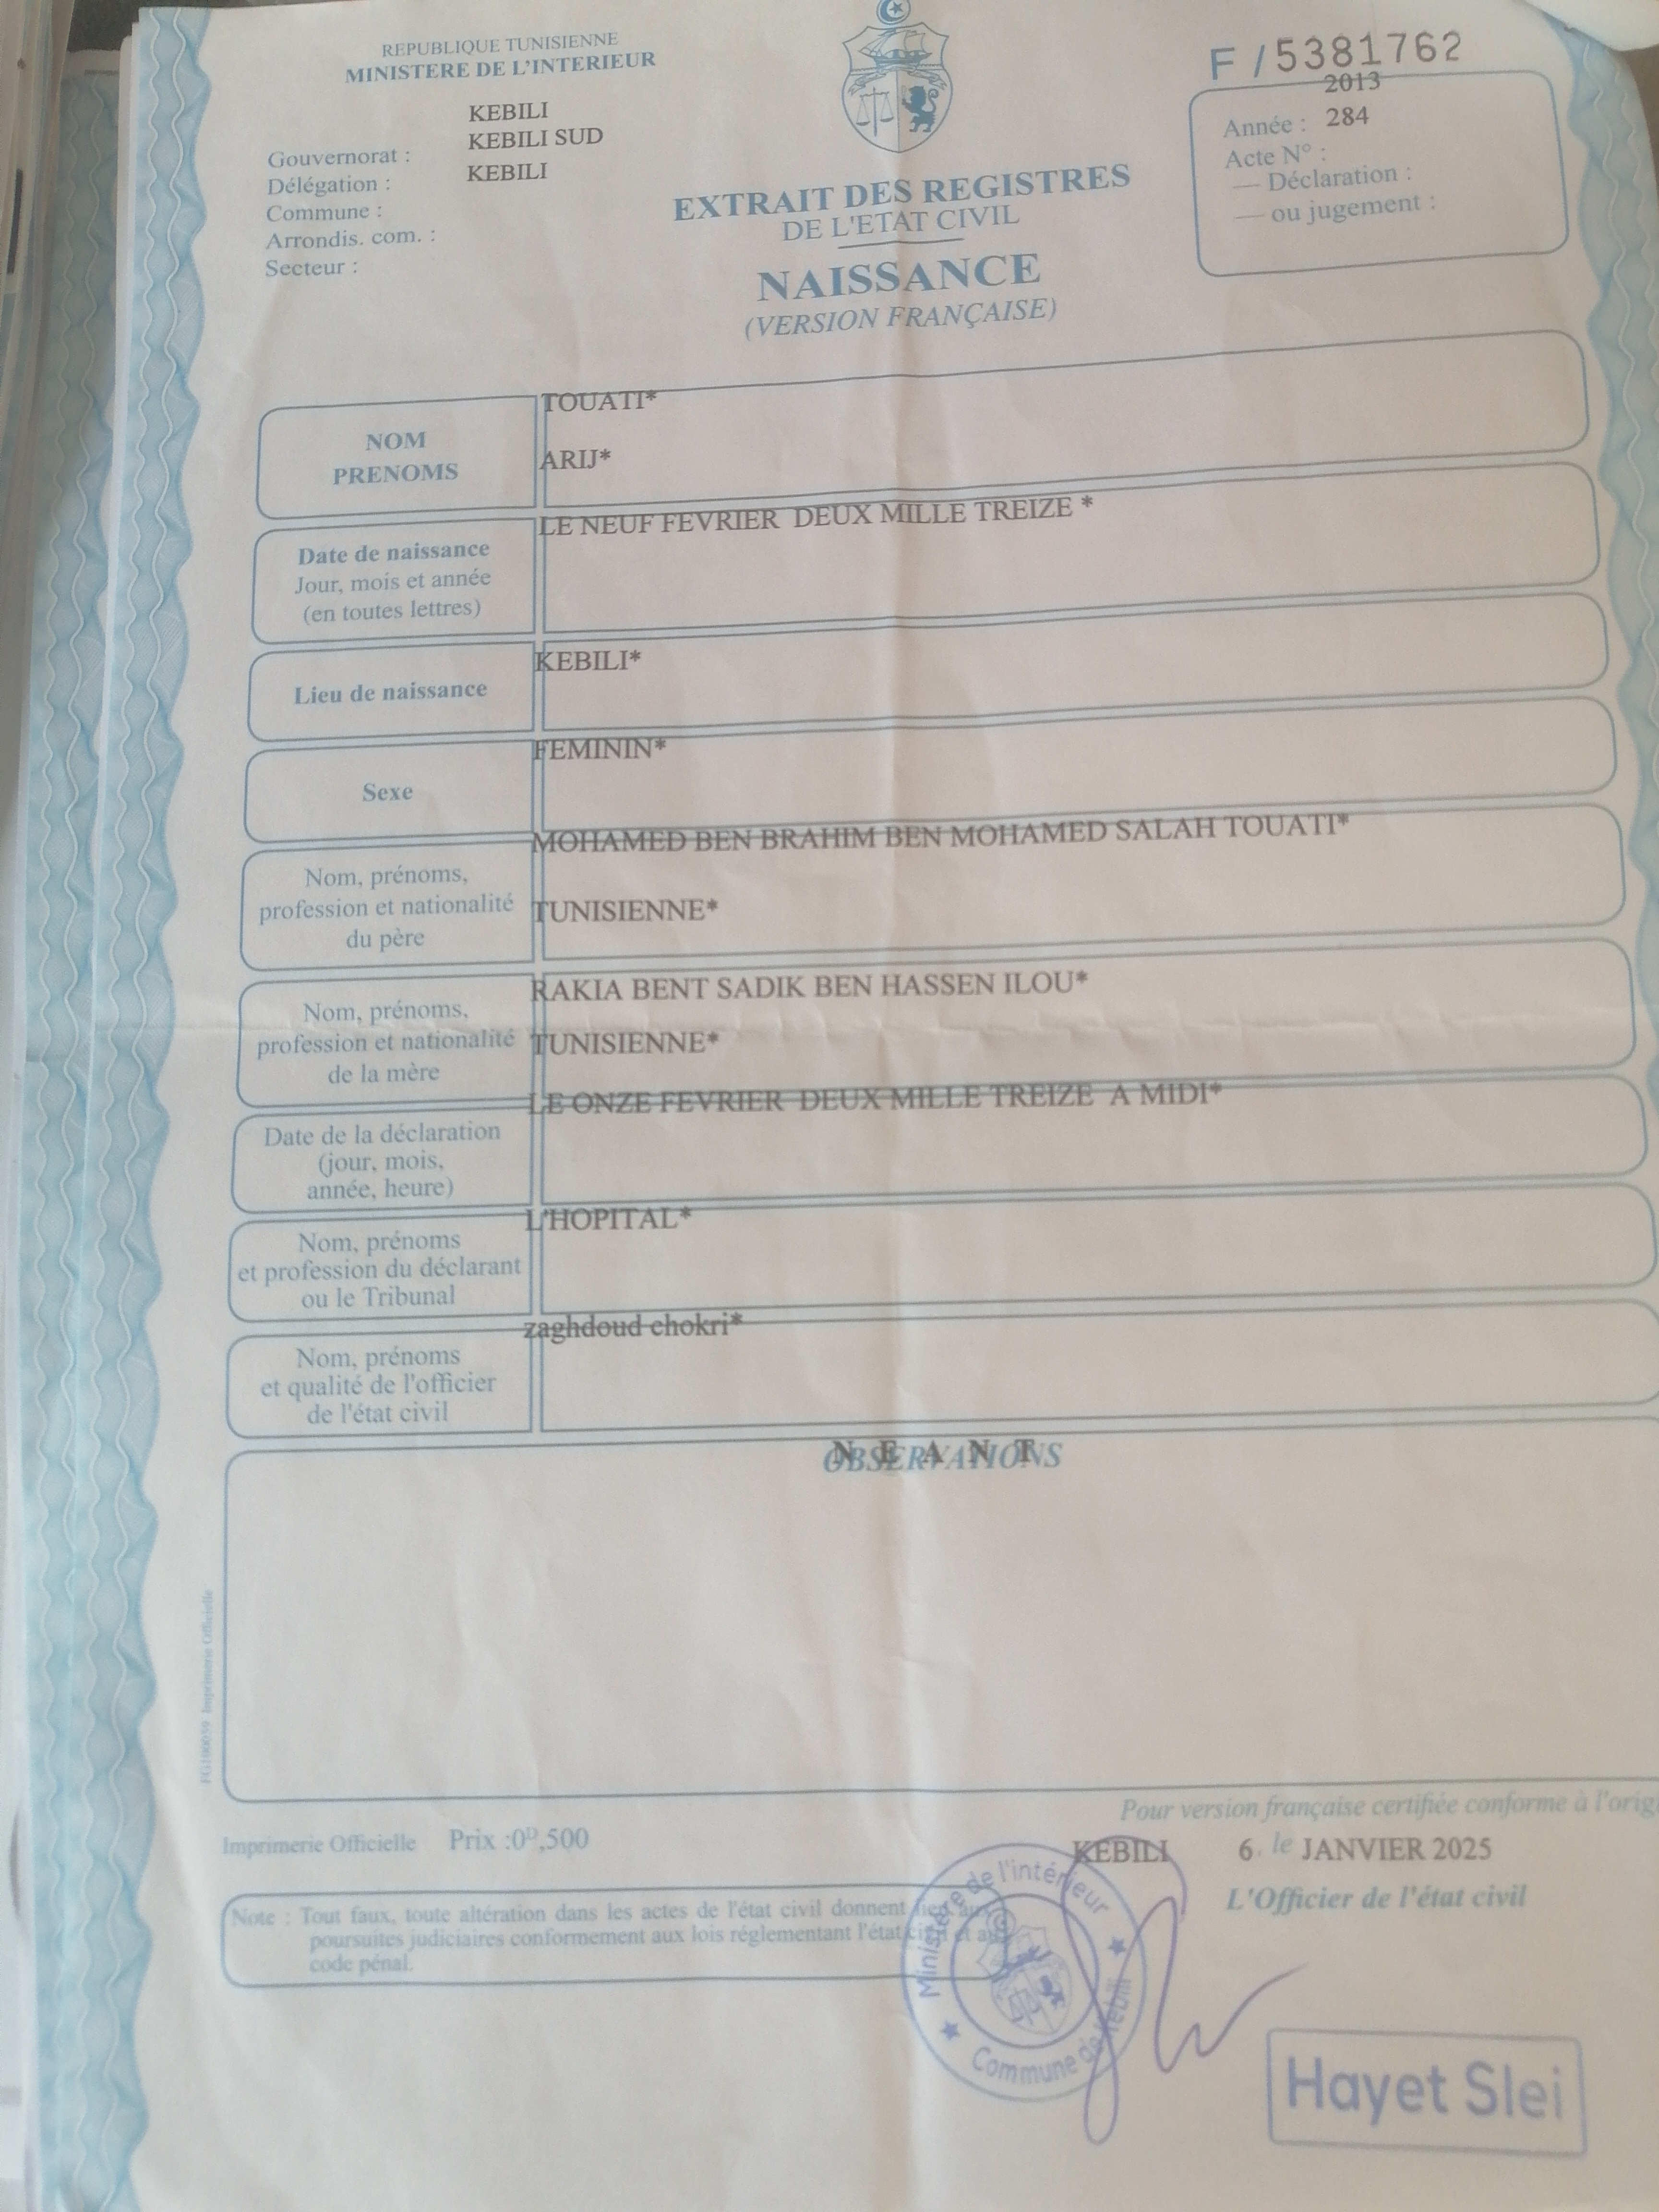 REPUBLIQUE TUNISIENNE
MINISTERE DE L'INTERIEUR
KEBILI
KEBILI SUD
KEBILI
Gouvernorat :
Délégation :
Commune :
Arrondis. com. :
Secteur :
EXTRAIT DES REGISTRES
DE L'ETAT CIVIL
NAISSANCE
(VERSION FRANÇAISE)
F / 5381762
2013
Année : 284
Acte N° :
— Déclaration :
— ou jugement :
NOM
PRENOMS
TOUATI*
ARIJ*
Date de naissance
Jour, mois et année
(en toutes lettres)
LE NEUF FEVRIER DEUX MILLE TREIZE *
Lieu de naissance
KEBILI*
Sexe
FEMININ*
Nom, prénoms,
profession et nationalité
du père
MOHAMED BEN BRAHIM BEN MOHAMED SALAH TOUATI*
TUNISIENNE*
Nom, prénoms,
profession et nationalité
de la mère
RAKIA BENT SADIK BEN HASSEN ILOU*
TUNISIENNE*
Date de la déclaration
(jour, mois,
année, heure)
LE ONZE FEVRIER DEUX MILLE TREIZE A MIDI*
Nom, prénoms
et profession du déclarant
ou le Tribunal
L'HOPITAL*
Nom, prénoms
et qualité de l'officier
de l'état civil
zaghdoud chokri*
OBSERVATIONS
N E A N T
FG100059 Imprimerie Officielle
Pour version française certifiée conforme à l'orig
Imprimerie Officielle Prix :0ᴰ,500
KEBILI 6. le JANVIER 2025
L'Officier de l'état civil
Note : Tout faux, toute altération dans les actes de l'état civil donnent lieu aux
poursuites judiciaires conformement aux lois réglementant l'état civil et au
code pénal.
Ministère de l'intérieur
Commune de Kebili
Hayet Slei